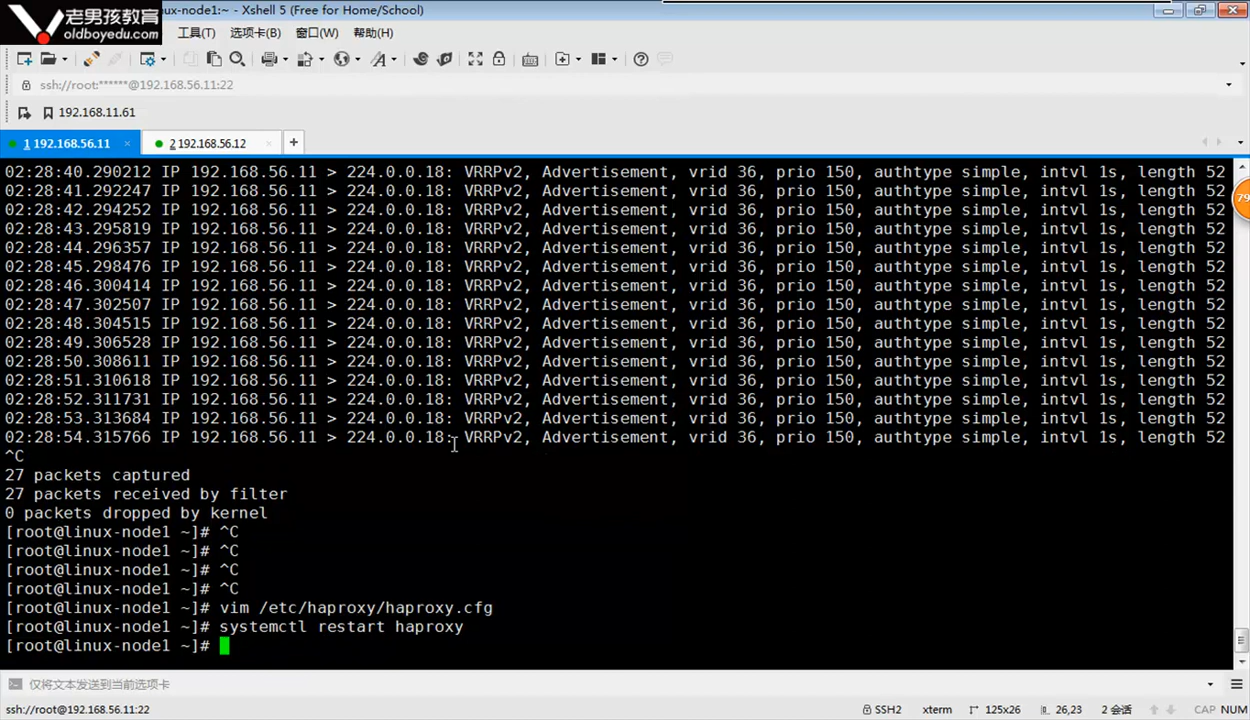 老男孩教育
oldboyedu.com
nux-node1:~ - Xshell 5 (Free for Home/School)
工具(T) 选项卡(B) 窗口(W) 帮助(H)
ssh://root:******@192.168.56.11:22
192.168.11.61
1 192.168.56.11 × 2 192.168.56.12 × +
02:28:40.290212 IP 192.168.56.11 > 224.0.0.18: VRRPv2, Advertisement, vrid 36, prio 150, authtype simple, intvl 1s, length 52
02:28:41.292247 IP 192.168.56.11 > 224.0.0.18: VRRPv2, Advertisement, vrid 36, prio 150, authtype simple, intvl 1s, length 52
02:28:42.294252 IP 192.168.56.11 > 224.0.0.18: VRRPv2, Advertisement, vrid 36, prio 150, authtype simple, intvl 1s, length 52
02:28:43.295819 IP 192.168.56.11 > 224.0.0.18: VRRPv2, Advertisement, vrid 36, prio 150, authtype simple, intvl 1s, length 52
02:28:44.296357 IP 192.168.56.11 > 224.0.0.18: VRRPv2, Advertisement, vrid 36, prio 150, authtype simple, intvl 1s, length 52
02:28:45.298476 IP 192.168.56.11 > 224.0.0.18: VRRPv2, Advertisement, vrid 36, prio 150, authtype simple, intvl 1s, length 52
02:28:46.300414 IP 192.168.56.11 > 224.0.0.18: VRRPv2, Advertisement, vrid 36, prio 150, authtype simple, intvl 1s, length 52
02:28:47.302507 IP 192.168.56.11 > 224.0.0.18: VRRPv2, Advertisement, vrid 36, prio 150, authtype simple, intvl 1s, length 52
02:28:48.304515 IP 192.168.56.11 > 224.0.0.18: VRRPv2, Advertisement, vrid 36, prio 150, authtype simple, intvl 1s, length 52
02:28:49.306528 IP 192.168.56.11 > 224.0.0.18: VRRPv2, Advertisement, vrid 36, prio 150, authtype simple, intvl 1s, length 52
02:28:50.308611 IP 192.168.56.11 > 224.0.0.18: VRRPv2, Advertisement, vrid 36, prio 150, authtype simple, intvl 1s, length 52
02:28:51.310618 IP 192.168.56.11 > 224.0.0.18: VRRPv2, Advertisement, vrid 36, prio 150, authtype simple, intvl 1s, length 52
02:28:52.311731 IP 192.168.56.11 > 224.0.0.18: VRRPv2, Advertisement, vrid 36, prio 150, authtype simple, intvl 1s, length 52
02:28:53.313684 IP 192.168.56.11 > 224.0.0.18: VRRPv2, Advertisement, vrid 36, prio 150, authtype simple, intvl 1s, length 52
02:28:54.315766 IP 192.168.56.11 > 224.0.0.18: VRRPv2, Advertisement, vrid 36, prio 150, authtype simple, intvl 1s, length 52
^C
27 packets captured
27 packets received by filter
0 packets dropped by kernel
[root@linux-node1 ~]# ^C
[root@linux-node1 ~]# ^C
[root@linux-node1 ~]# ^C
[root@linux-node1 ~]# ^C
[root@linux-node1 ~]# vim /etc/haproxy/haproxy.cfg
[root@linux-node1 ~]# systemctl restart haproxy
[root@linux-node1 ~]#
仅将文本发送到当前选项卡
ssh://root@192.168.56.11:22 SSH2 xterm 125x26 26,23 2 会话 CAP NUM
79